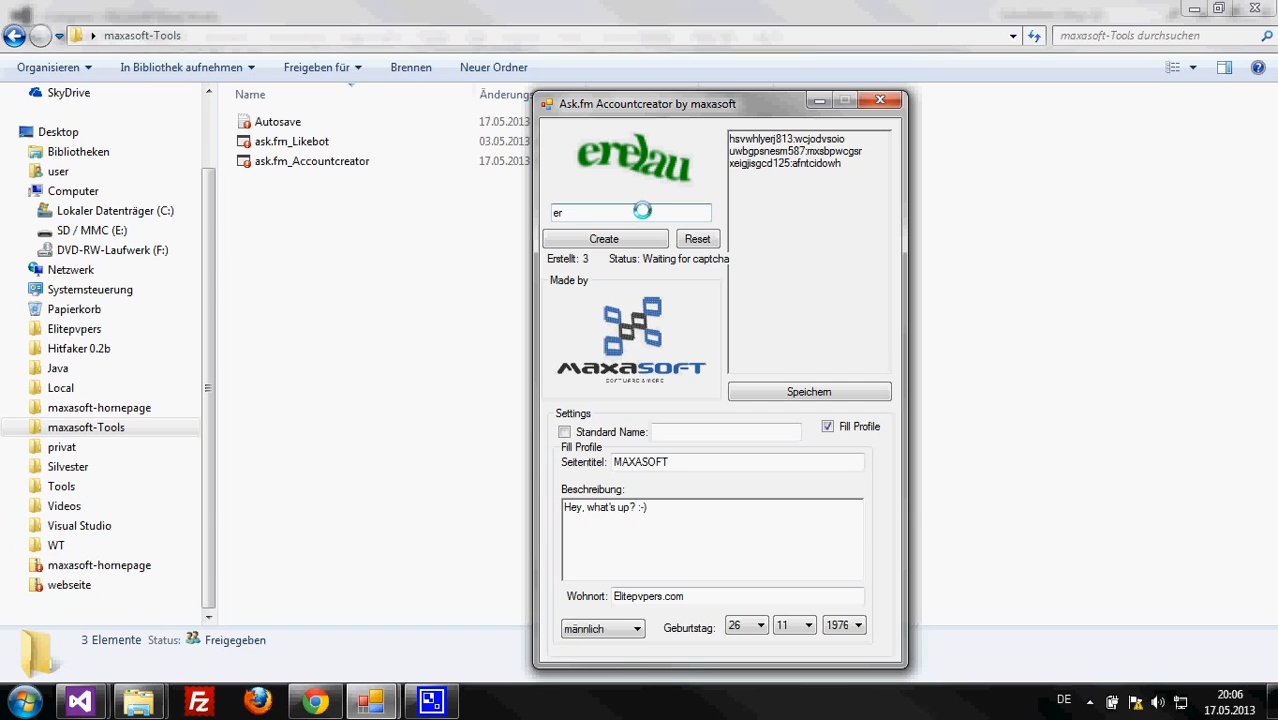 maxasoft-Tools
maxasoft-Tools durchsuchen
Organisieren
In Bibliothek aufnehmen
Freigeben für
Brennen
Neuer Ordner
SkyDrive
Desktop
Bibliotheken
user
Computer
Lokaler Datenträger (C:)
SD / MMC (E:)
DVD-RW-Laufwerk (F:)
Netzwerk
Systemsteuerung
Papierkorb
Elitepvpers
Hitfaker 0.2b
Java
Local
maxasoft-homepage
maxasoft-Tools
privat
Silvester
Tools
Videos
Visual Studio
WT
maxasoft-homepage
webseite
Name
Änderungs
Autosave
17.05.2013
ask.fm_Likebot
03.05.2013
ask.fm_Accountcreator
17.05.2013
Ask.fm Accountcreator by maxasoft
erelau
er
Create
Reset
Erstellt: 3
Status: Waiting for captcha
hsvwhlyerj813:wcjodvsoio
uwbgpsnesm587:mxsbpwcgsr
xeigjisgcd125:afntcidowh
Made by
MAXASOFT
SOFTWARE & MORE
Speichern
Settings
Standard Name:
Fill Profile
Fill Profile
Seitentitel: MAXASOFT
Beschreibung:
Hey, what's up? :-)
Wohnort: Elitepvpers.com
männlich
Geburtstag: 26 11 1976
3 Elemente
Status: Freigegeben
DE
20:06
17.05.2013